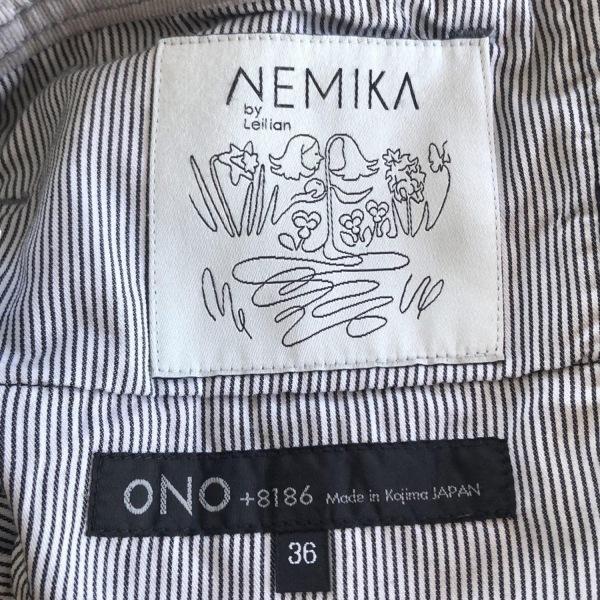 NEMIKA
by
Leilian
ONO +8186 Made in Kojima JAPAN
36